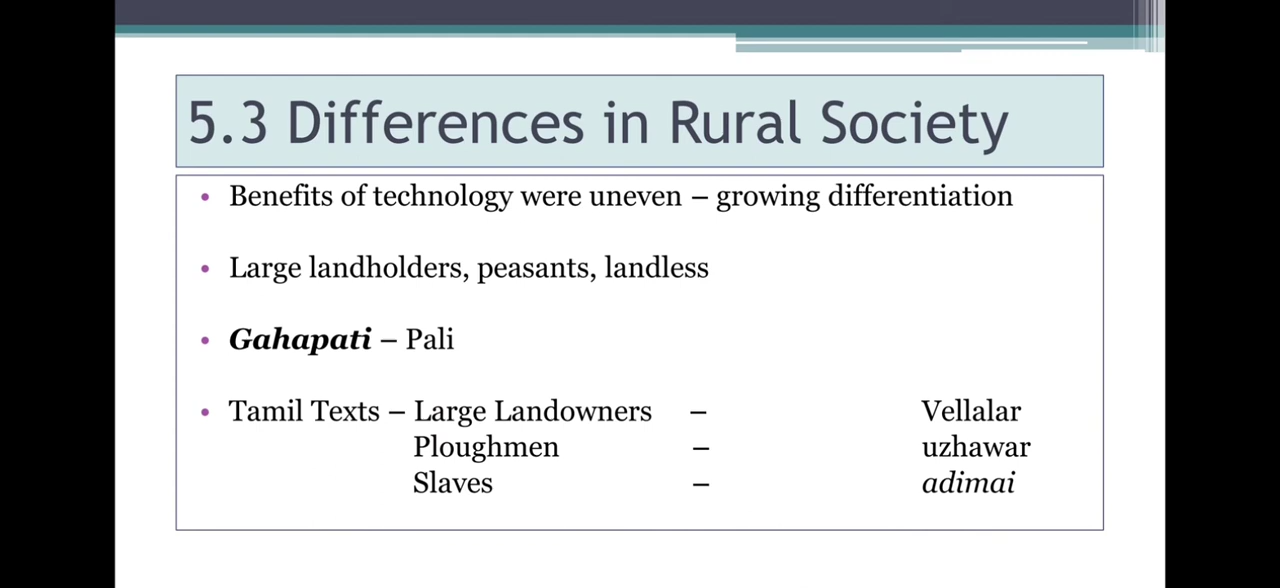 5.3 Differences in Rural Society
• Benefits of technology were uneven – growing differentiation
• Large landholders, peasants, landless
• Gahapati – Pali
• Tamil Texts – Large Landowners – Vellalar
Ploughmen – uzhawar
Slaves – adimai